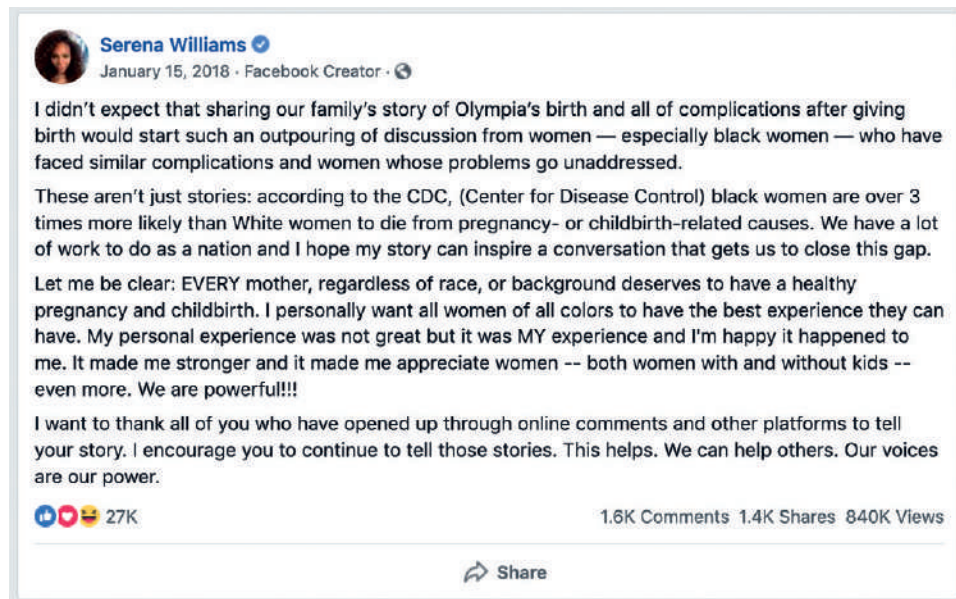 Serena Williams
January 15, 2018 · Facebook Creator ·
I didn't expect that sharing our family's story of Olympia's birth and all of complications after giving
birth would start such an outpouring of discussion from women — especially black women — who have
faced similar complications and women whose problems go unaddressed.
These aren't just stories: according to the CDC, (Center for Disease Control) black women are over 3
times more likely than White women to die from pregnancy- or childbirth-related causes. We have a lot
of work to do as a nation and I hope my story can inspire a conversation that gets us to close this gap.
Let me be clear: EVERY mother, regardless of race, or background deserves to have a healthy
pregnancy and childbirth. I personally want all women of all colors to have the best experience they can
have. My personal experience was not great but it was MY experience and I'm happy it happened to
me. It made me stronger and it made me appreciate women -- both women with and without kids --
even more. We are powerful!!!
I want to thank all of you who have opened up through online comments and other platforms to tell
your story. I encourage you to continue to tell those stories. This helps. We can help others. Our voices
are our power.
27K 1.6K Comments 1.4K Shares 840K Views
Share